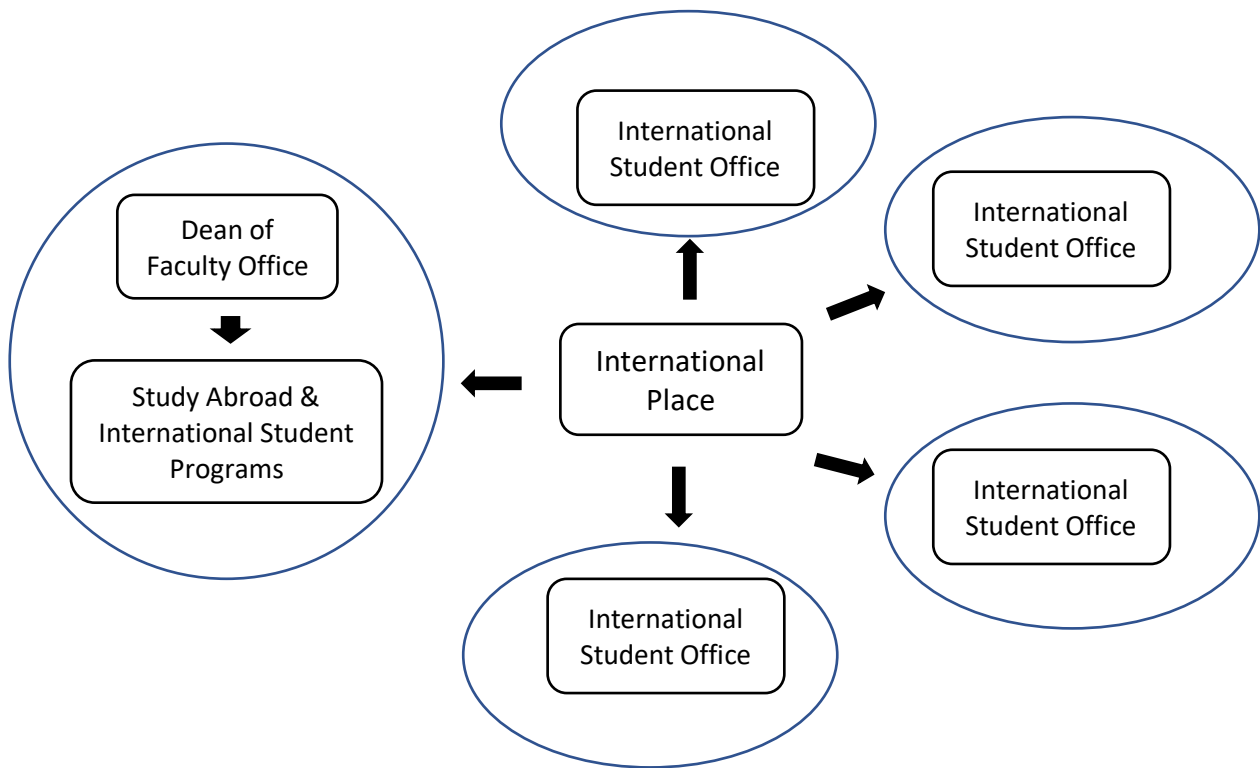 International
Student Office
International
Student Office
Dean of
Faculty Office
International
Place
Study Abroad &
International Student
Programs
International
Student Office
International
Student Office